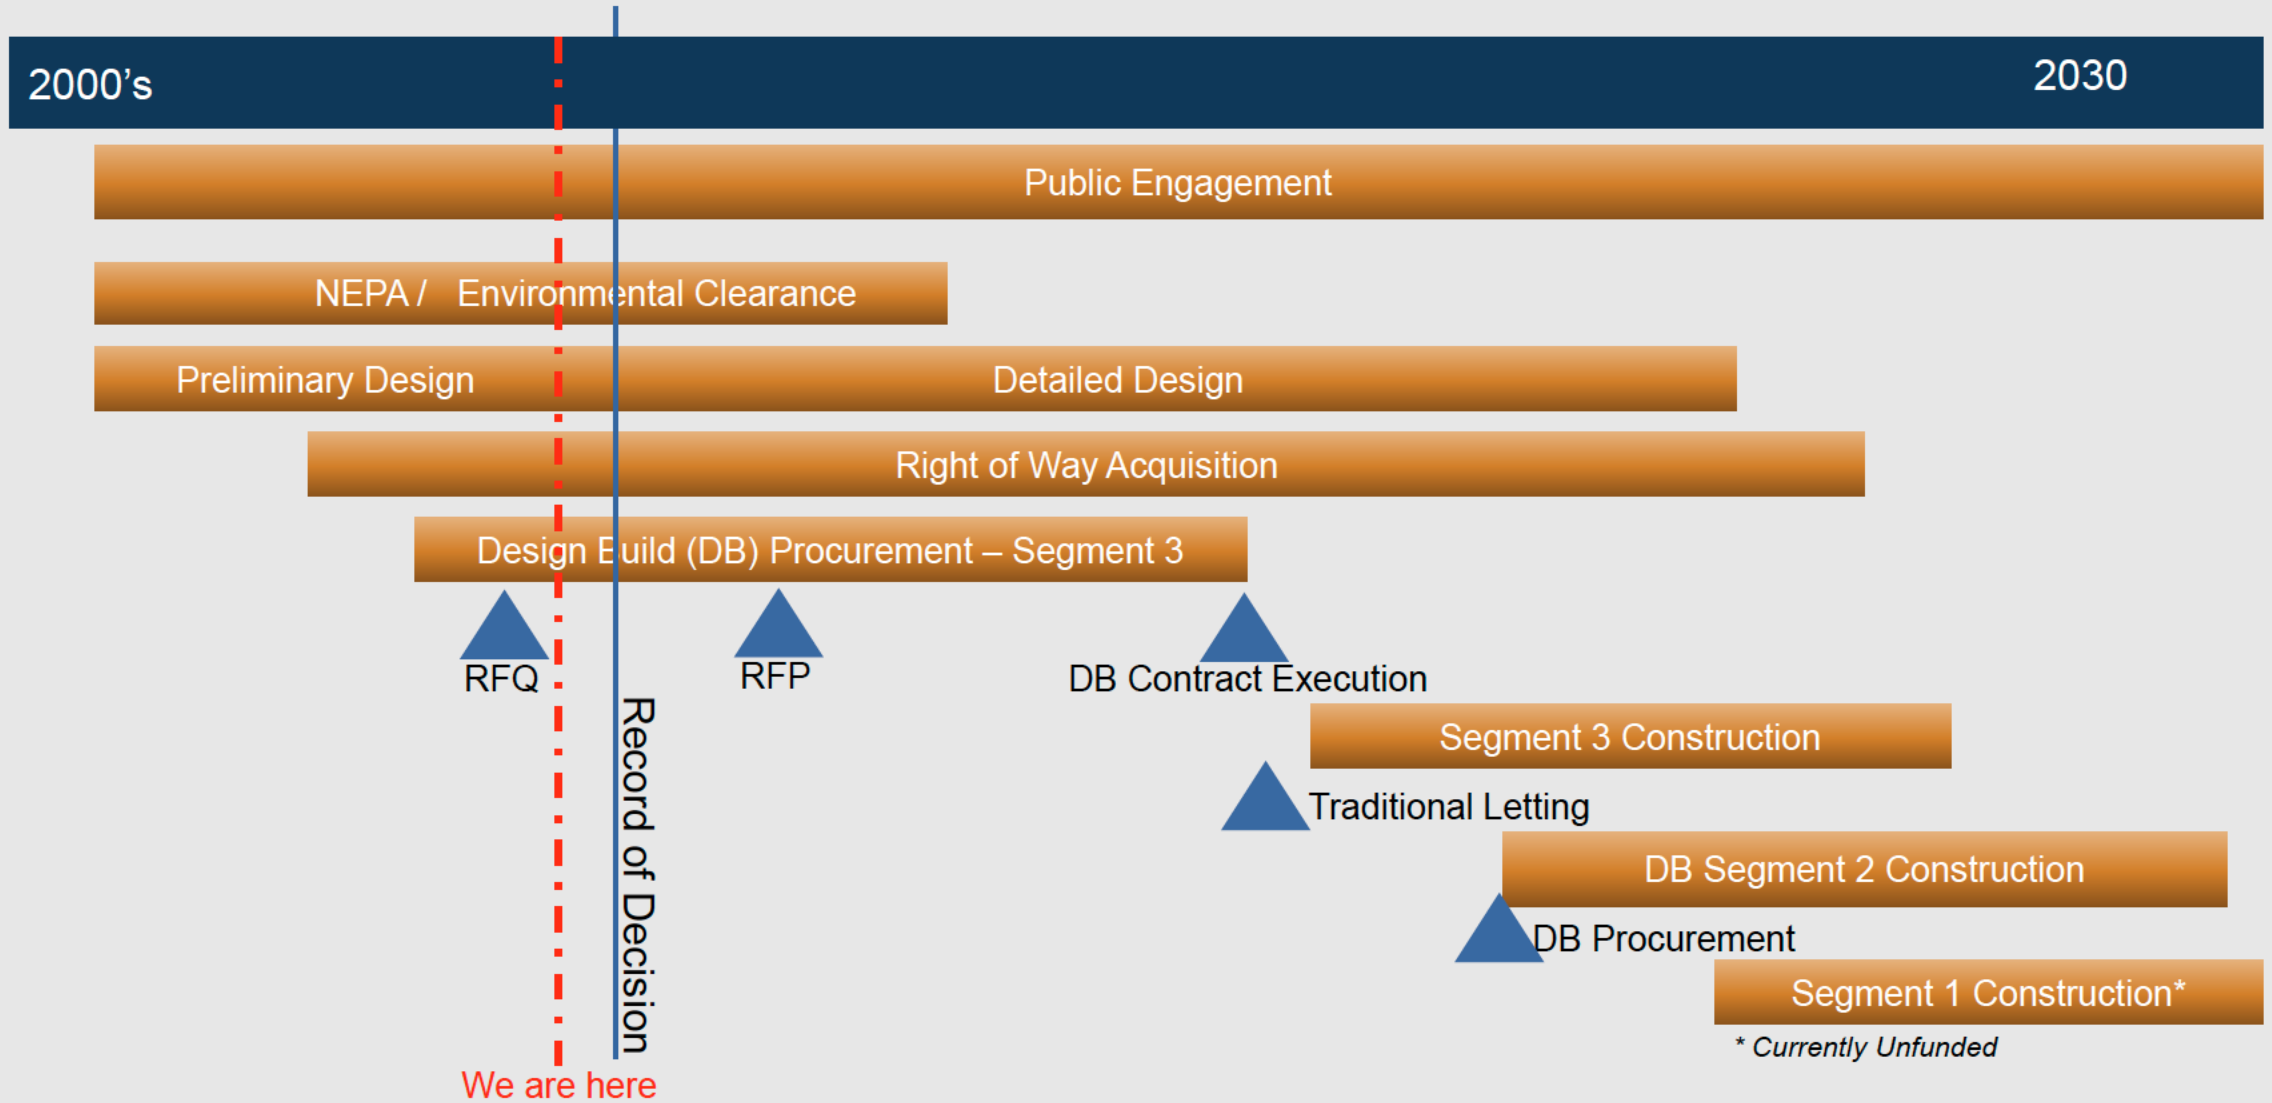 2000's
2030
Public Engagement
NEPA / Environmental Clearance
Preliminary Design
Detailed Design
Right of Way Acquisition
Design Build (DB) Procurement – Segment 3
RFQ
RFP
DB Contract Execution
Record of Decision
Segment 3 Construction
Traditional Letting
DB Segment 2 Construction
DB Procurement
Segment 1 Construction*
* Currently Unfunded
We are here